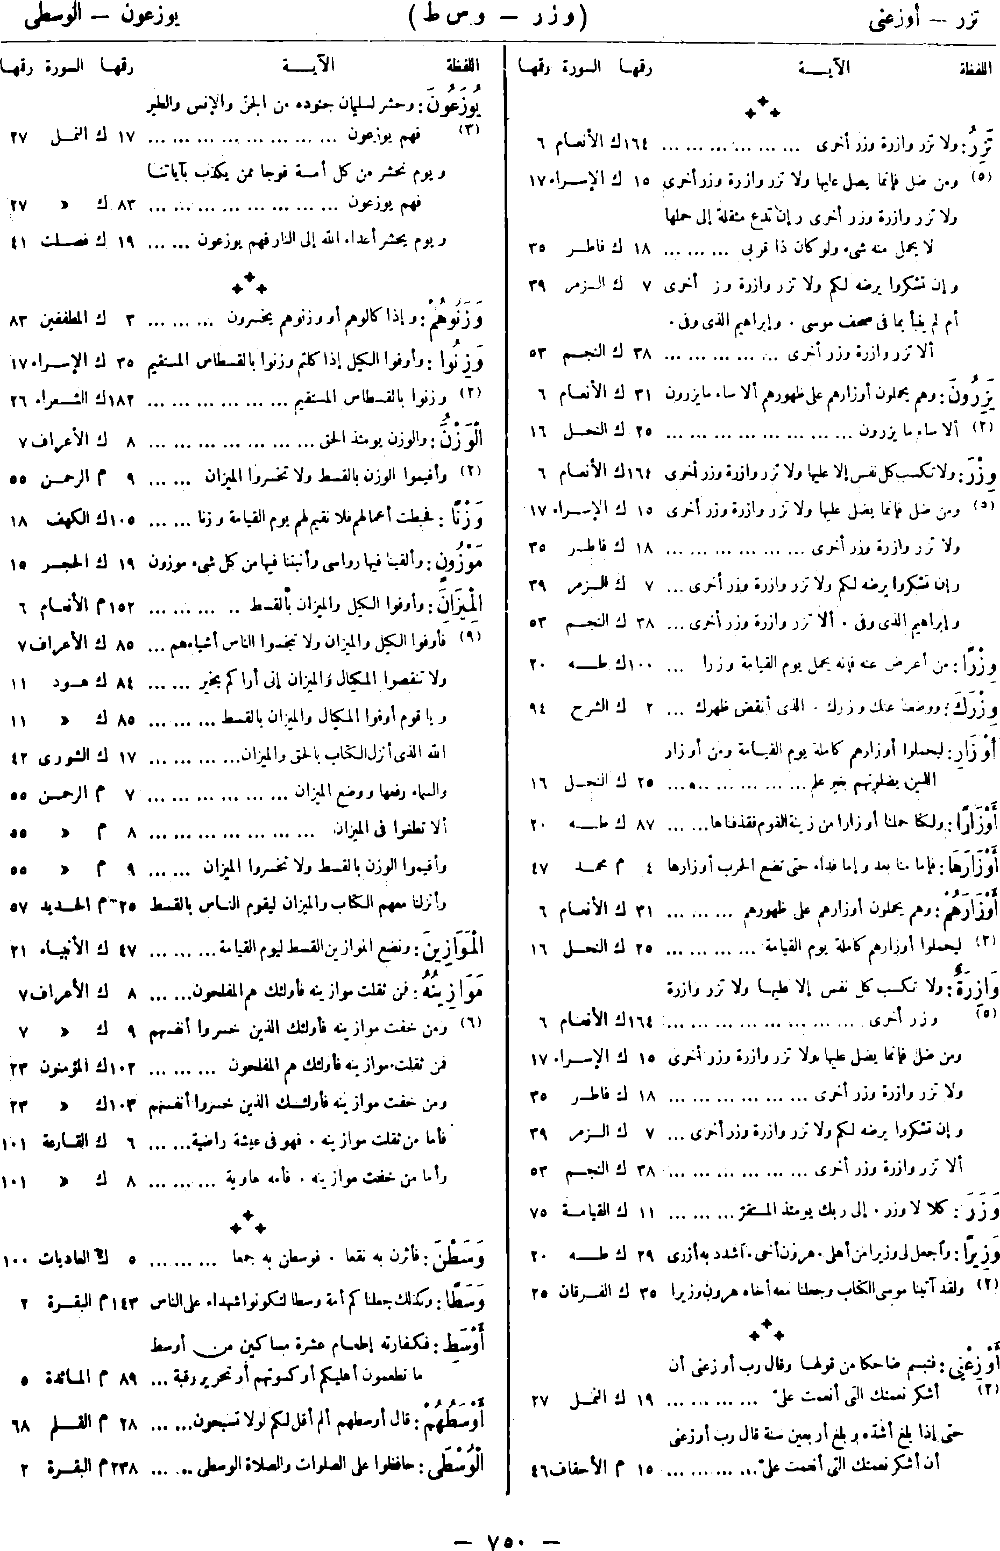 تزر — أوزعنى (وزر — وس ط) يوزعون — الوسطى
اللفظة الآيـــة رقها السورة رقها
تَزِرُ : ولا تزر وازرة وزر أخرى ... ... ... ... ... ١٦٤ ك الأنعام ٦
(٥) ومن ضل فإنما يضل عليها ولا تزر وازرة وزر أخرى ١٥ ك الإسراء ١٧
ولا تزر وازرة وزر أخرى وإن تدع مثقلة إلى حملها
لا يحمل منه شىء ولو كان ذا قربى ... ... ... ١٨ ك فاطر ٣٥
وإن تشكروا يرضه لكم ولا تزر وازرة وزر أخرى ٧ ك الزمر ٣٩
أم لم ينبأ بما فى صحف موسى ٠ وإبراهيم الذى وفى ٠
ألا تزر وازرة وزر أخرى ... ... ... ... ... ٣٨ ك النجم ٥٣
يَزِرُونَ : وهم يحملون أوزارهم على ظهورهم ألا ساء ما يزرون ٣١ ك الأنعام ٦
(٢) ألا ساء ما يزرون ... ... ... ... ... ... ... ٢٥ ك النحل ١٦
وِزْرَ : ولا تكسب كل نفس إلا عليها ولا تزر وازرة وزر أخرى ١٦٤ ك الأنعام ٦
(٥) ومن ضل فإنما يضل عليها ولا تزر وازرة وزر أخرى ١٥ ك الإسراء ١٧
ولا تزر وازرة وزر أخرى ... ... ... ... ... ١٨ ك فاطر ٣٥
وإن تشكروا يرضه لكم ولا تزر وازرة وزر أخرى ٧ ك الزمر ٣٩
وإبراهيم الذى وفى ٠ ألا تزر وازرة وزر أخرى ... ٣٨ ك النجم ٥٣
وِزْرًا : من أعرض عنه فإنه يحمل يوم القيامة وزرا ... ١٠٠ ك طــه ٢٠
وِزْرَكَ : ووضعنا عنك وزرك ٠ الذى أنقض ظهرك ... ٢ ك الشرح ٩٤
أَوْزَارِ : ليحملوا أوزارهم كاملة يوم القيامة ومن أوزار
الذين يضلونهم بغير علم ... ... ... ... ... ٢٥ ك النحل ١٦
أَوْزَارًا : ولكنا حملنا أوزارا من زينة القوم فقذفناها ... ... ٨٧ ك طــه ٢٠
أَوْزَارَهَا : فإما منا بعد وإما فداء حتى تضع الحرب أوزارها ٤ م محمد ٤٧
أَوْزَارَهُمْ : وهم يحملون أوزارهم على ظهورهم ... ... ... ٣١ ك الأنعام ٦
(٢) ليحملوا أوزارهم كاملة يوم القيامة ... ... ... ... ٢٥ ك النحل ١٦
وَازِرَةٌ : ولا تكسب كل نفس إلا عليها ولا تزر وازرة
(٥) وزر أخرى ... ... ... ... ... ... ... ١٦٤ ك الأنعام ٦
ومن ضل فإنما يضل عليها ولا تزر وازرة وزر أخرى ١٥ ك الإسراء ١٧
ولا تزر وازرة وزر أخرى ... ... ... ... ... ١٨ ك فاطر ٣٥
وإن تشكروا يرضه لكم ولا تزر وازرة وزر أخرى ... ٧ ك الزمر ٣٩
ألا تزر وازرة وزر أخرى ... ... ... ... ... ٣٨ ك النجم ٥٣
وَزَرَ : كلا لا وزر ٠ إلى ربك يومئذ المستقرّ ... ... ... ١١ ك القيامة ٧٥
وَزِيرًا : واجعل لى وزيرا من أهلى ٠ هرون أخى ٠ اشدد به أزرى ٢٩ ك طــه ٢٠
(٢) ولقد آتينا موسى الكتاب وجعلنا معه أخاه هرون وزيرا ٣٥ ك الفرقان ٢٥
أَوْزِعْنِي : فتبسم ضاحكا من قولها وقال رب أوزعنى أن
(٢) أشكر نعمتك التى أنعمت علىّ ... ... ... ... ١٩ ك النمل ٢٧
حتى إذا بلغ أشدّه وبلغ أربعين سنة قال رب أوزعنى
أن أشكر نعمتك التى أنعمت علىّ ... ... ... ... ١٥ م الأحقاف ٤٦
اللفظة الآيـــة رقها السورة رقها
يُوزَعُونَ : وحشر لسليمان جنوده من الجن والإنس والطير
(٣) فهم يوزعون ... ... ... ... ... ... ... ١٧ ك النمل ٢٧
ويوم نحشر من كل أمة فوجا ممن يكذب بآياتنا
فهم يوزعون ... ... ... ... ... ... ... ٨٣ ك » ٢٧
ويوم يحشر أعداء الله إلى النار فهم يوزعون ... ... ١٩ ك فصلت ٤١
وَزَنُوهُمْ : وإذا كالوهم أو وزنوهم يخسرون ... ... ... ٣ ك المطففين ٨٣
وَزِنُوا : وأوفوا الكيل إذا كلتم وزنوا بالقسطاس المستقيم ٣٥ ك الإسراء ١٧
(٢) وزنوا بالقسطاس المستقيم ... ... ... ... ... ١٨٢ ك الشعراء ٢٦
الْوَزْنُ : والوزن يومئذ الحق ... ... ... ... ... ... ٨ ك الأعراف ٧
(٢) وأقيموا الوزن بالقسط ولا تخسروا الميزان ... ... ٩ م الرحمن ٥٥
وَزْنًا : فحبطت أعمالهم فلا نقيم لهم يوم القيامة وزنا ... ... ١٠٥ ك الكهف ١٨
مَوْزُونٍ : وألقينا فيها رواسى وأنبتنا فيها من كل شىء موزون ١٩ ك الحجر ١٥
الْمِيزَانَ : وأوفوا الكيل والميزان بالقسط ... ... ... ... ١٥٢ م الأنعام ٦
(٩) فأوفوا الكيل والميزان ولا تبخسوا الناس أشياءهم ... ٨٥ ك الأعراف ٧
ولا تنقصوا المكيال والميزان إنى أراكم بخير ... ... ٨٤ ك هــود ١١
ويا قوم أوفوا المكيال والميزان بالقسط ... ... ... ٨٥ ك » ١١
الله الذى أنزل الكتاب بالحق والميزان ... ... ... ... ١٧ ك الشورى ٤٢
والسماء رفعها ووضع الميزان ... ... ... ... ... ٧ م الرحمن ٥٥
ألا تطغوا فى الميزان ... ... ... ... ... ... ٨ م » ٥٥
وأقيموا الوزن بالقسط ولا تخسروا الميزان ... ... ٩ م » ٥٥
وأنزلنا معهم الكتاب والميزان ليقوم الناس بالقسط ٢٥ م الحديد ٥٧
الْمَوَازِينَ : ونضع الموازين القسط ليوم القيامة ... ... ... ٤٧ ك الأنبياء ٢١
مَوَازِينُهُ : فمن ثقلت موازينه فأولئك هم المفلحون ... ... ٨ ك الأعراف ٧
(٦) ومن خفت موازينه فأولئك الذين خسروا أنفسهم ٩ ك » ٧
فمن ثقلت موازينه فأولئك هم المفلحون ... ... ... ١٠٢ ك المؤمنون ٢٣
ومن خفت موازينه فأولئك الذين خسروا أنفسهم ١٠٣ ك » ٢٣
فأما من ثقلت موازينه ٠ فهو فى عيشة راضية ... ... ٦ ك القارعة ١٠١
وأما من خفت موازينه ٠ فأمه هاوية ... ... ... ٨ ك » ١٠١
وَسَطْنَ : فأثرن به نقعا ٠ فوسطن به جمعا ... ... ... ٥ ك العاديات ١٠٠
وَسَطًا : وكذلك جعلناكم أمة وسطا لتكونوا شهداء على الناس ١٤٣ م البقرة ٢
أَوْسَطِ : فكفارته إطعام عشرة مساكين من أوسط
ما تطعمون أهليكم أو كسوتهم أو تحرير رقبة ... ٨٩ م المائدة ٥
أَوْسَطُهُمْ : قال أوسطهم ألم أقل لكم لولا تسبحون ... ... ٢٨ م القلم ٦٨
الْوُسْطَى : حافظوا على الصلوات والصلاة الوسطى ... ... ٢٣٨ م البقرة ٢
— ٧٥٠ —